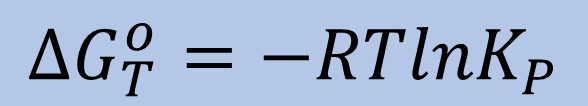 ΔG°_T = −RTlnK_P